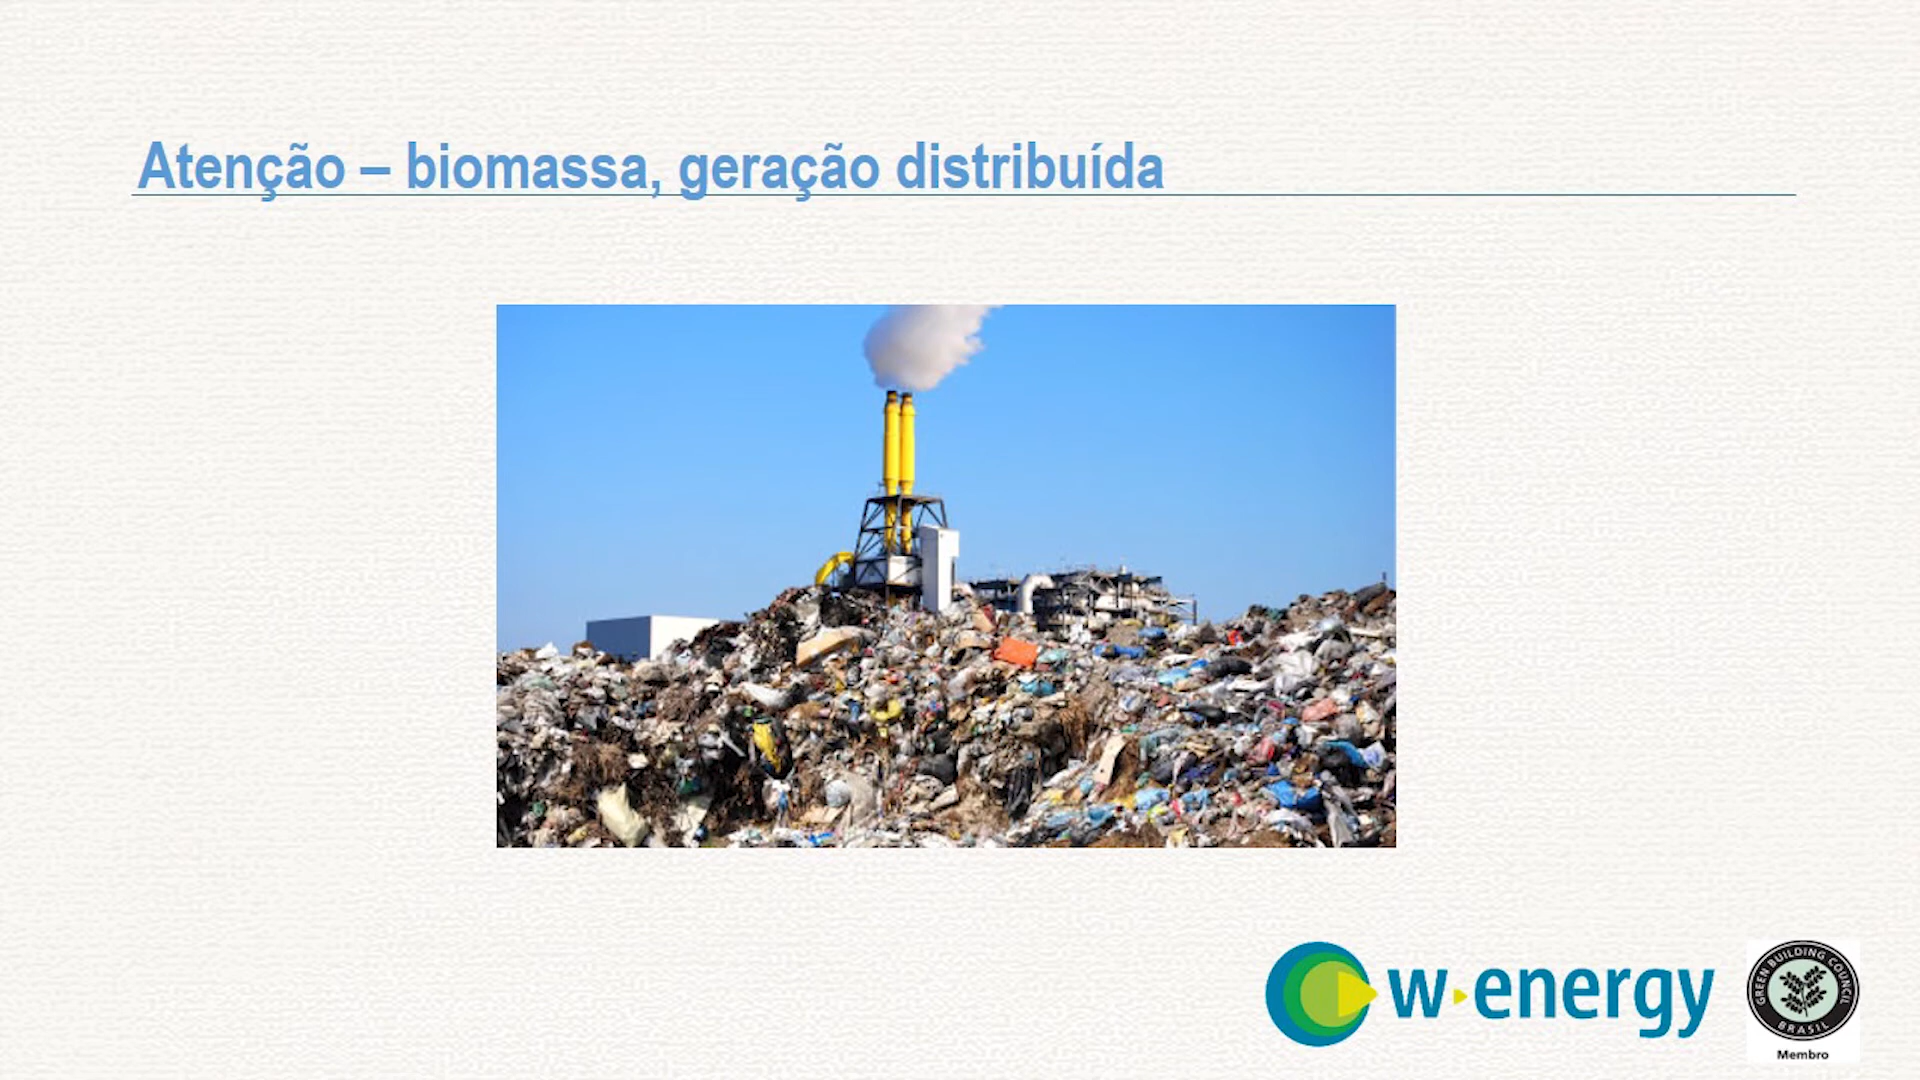 Atenção – biomassa, geração distribuída
w energy
GREEN BUILDING COUNCIL
BRASIL
Membro